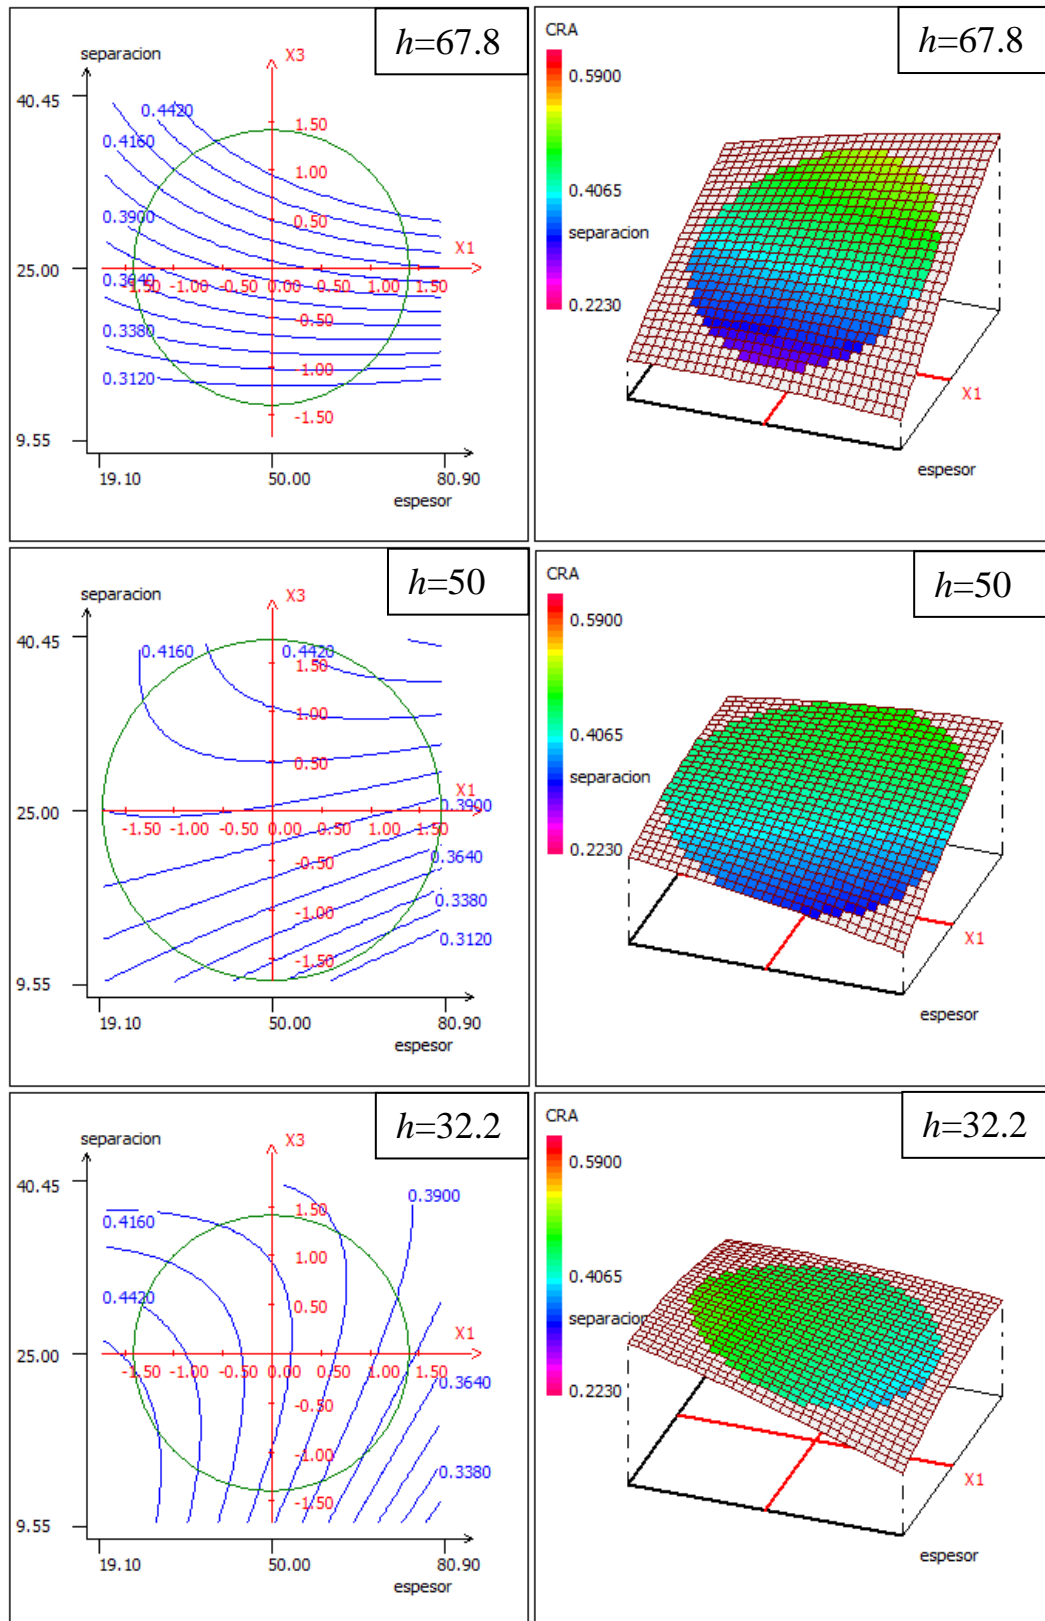 h=67.8
separacion
X3
40.45
0.4420
1.50
0.4160
1.00
0.3900
0.50
X1
25.00
0.3640
-1.50 -1.00 -0.50 0.00 0.50 1.00 1.50
-0.50
0.3380
-1.00
0.3120
-1.50
9.55
19.10 50.00 80.90
espesor
h=67.8
CRA
0.5900
0.4065
separacion
0.2230
X1
espesor
h=50
separacion
X3
40.45
0.4160 0.4420
1.50
1.00
0.50
X1
25.00
0.3900
-1.50 -1.00 -0.50 0.00 0.50 1.00 1.50
-0.50
0.3640
-1.00
0.3380
0.3120
-1.50
9.55
19.10 50.00 80.90
espesor
h=50
CRA
0.5900
0.4065
separacion
0.2230
X1
espesor
h=32.2
separacion
X3
40.45
0.3900
0.4160
1.50
1.00
0.4420
0.50
X1
25.00
-1.50 -1.00 -0.50 0.00 0.50 1.00 1.50
0.3640
-0.50
-1.00
0.3380
-1.50
9.55
19.10 50.00 80.90
espesor
h=32.2
CRA
0.5900
0.4065
separacion
0.2230
X1
espesor